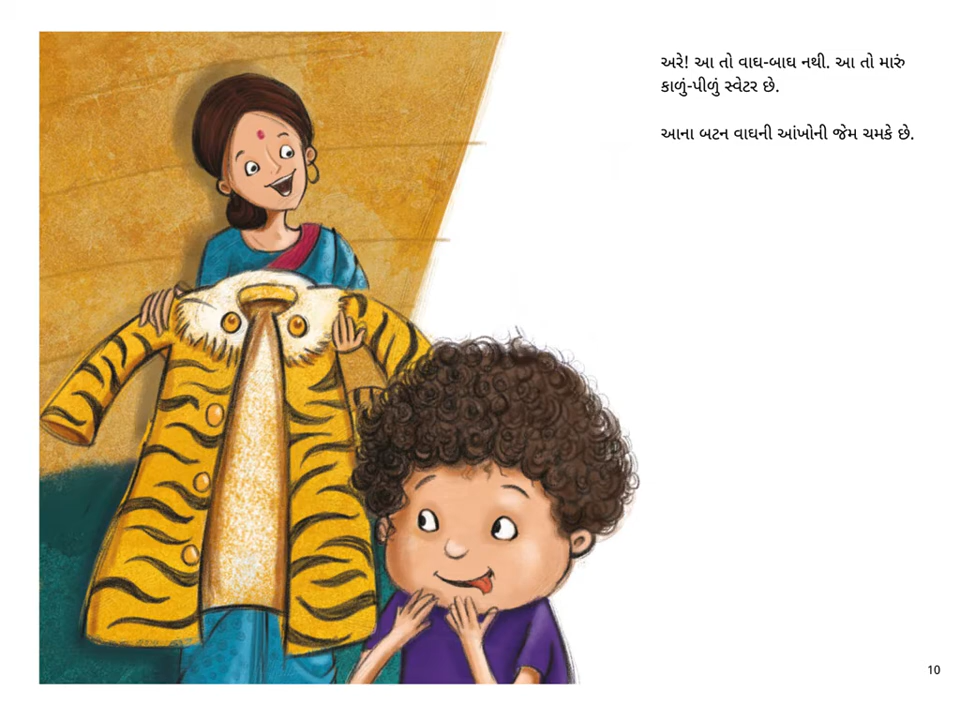 અરે! આ તો વાઘ-બાઘ નથી. આ તો મારું
કાળું-પીળું સ્વેટર છે.
આના બટન વાઘની આંખોની જેમ ચમકે છે.
10